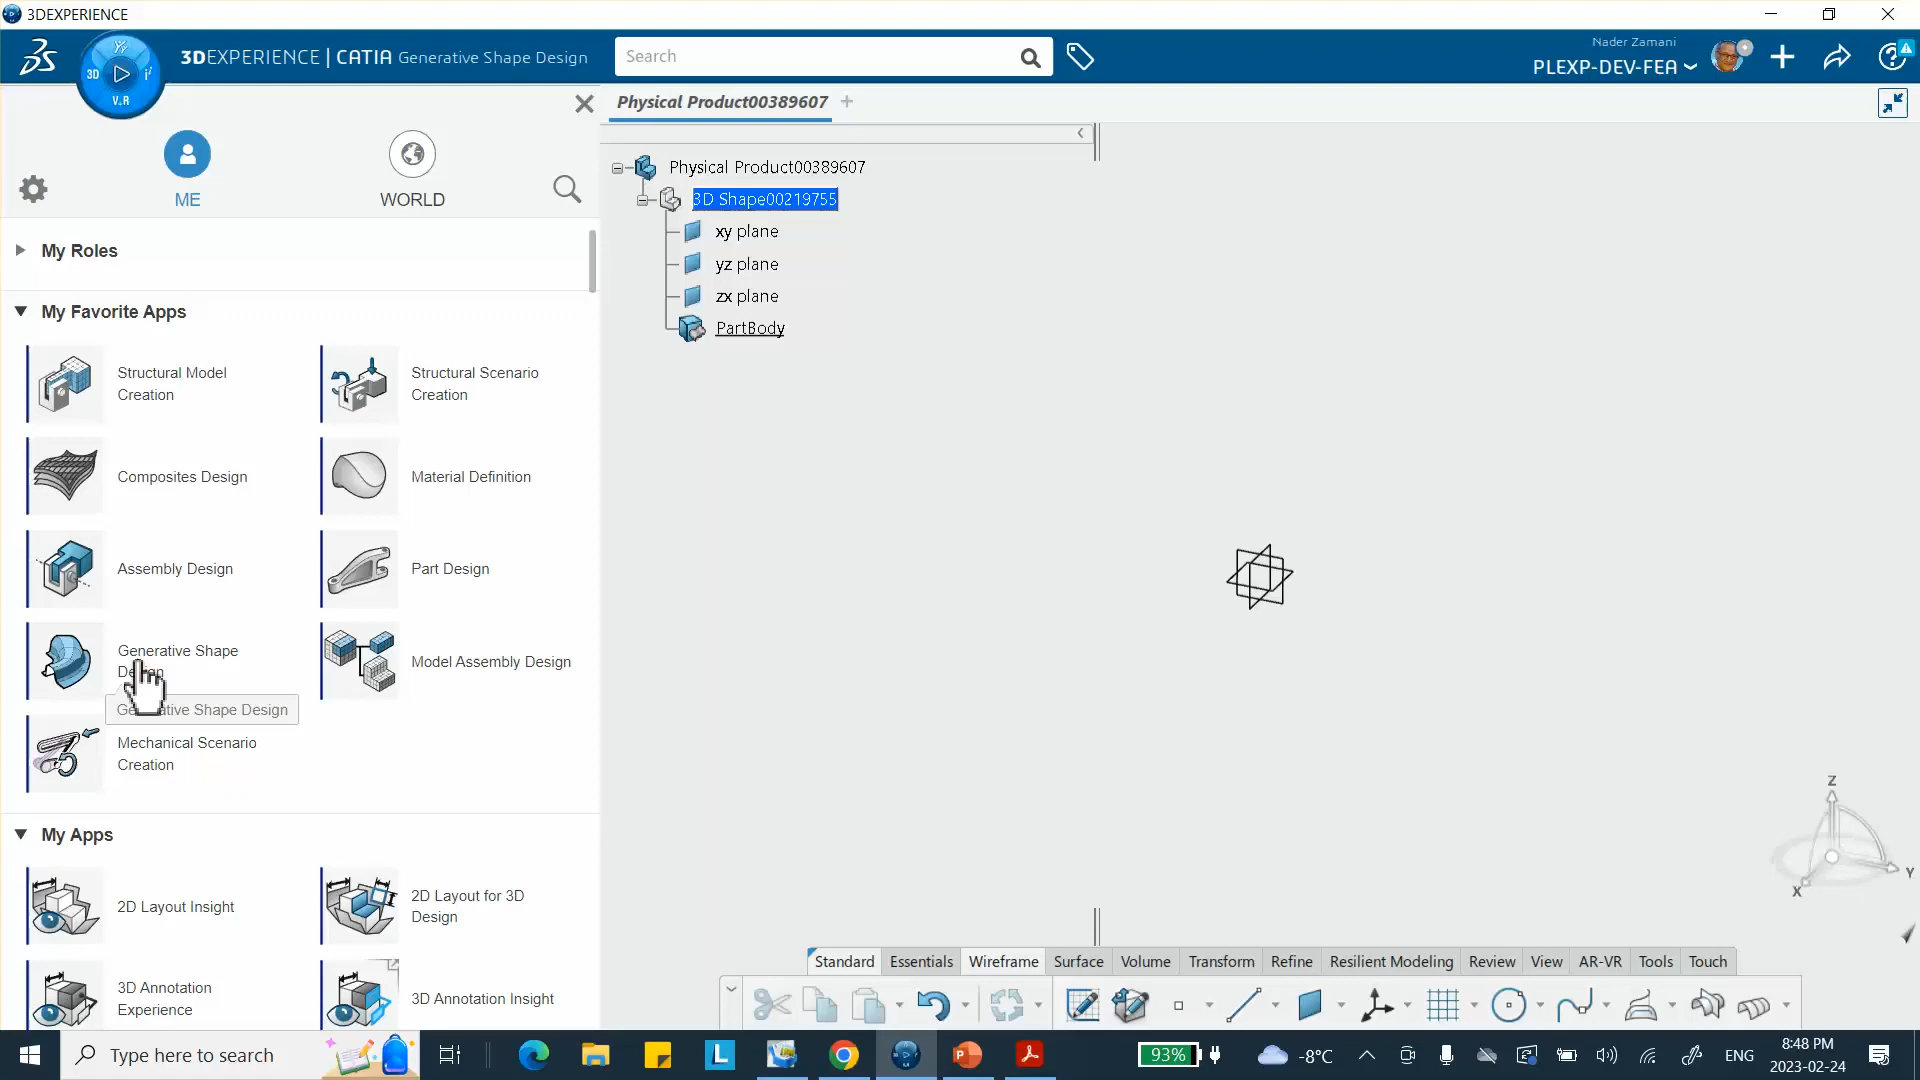 3DEXPERIENCE
3DEXPERIENCE | CATIA Generative Shape Design
Search
Nader Zamani
PLEXP-DEV-FEA
3D
V.R
Physical Product00389607
ME
WORLD
My Roles
My Favorite Apps
Structural Model
Creation
Structural Scenario
Creation
Composites Design
Material Definition
Assembly Design
Part Design
Generative Shape
Model Assembly Design
Shape Design
Mechanical Scenario
Creation
My Apps
2D Layout Insight
2D Layout for 3D
Design
3D Annotation
Experience
3D Annotation Insight
Physical Product00389607
3D Shape00219755
xy plane
yz plane
zx plane
PartBody
Z
Y
X
Standard
Essentials
Wireframe
Surface
Volume
Transform
Refine
Resilient Modeling
Review
View
AR-VR
Tools
Touch
Type here to search
93%
-8°C
ENG
8:48 PM
2023-02-24